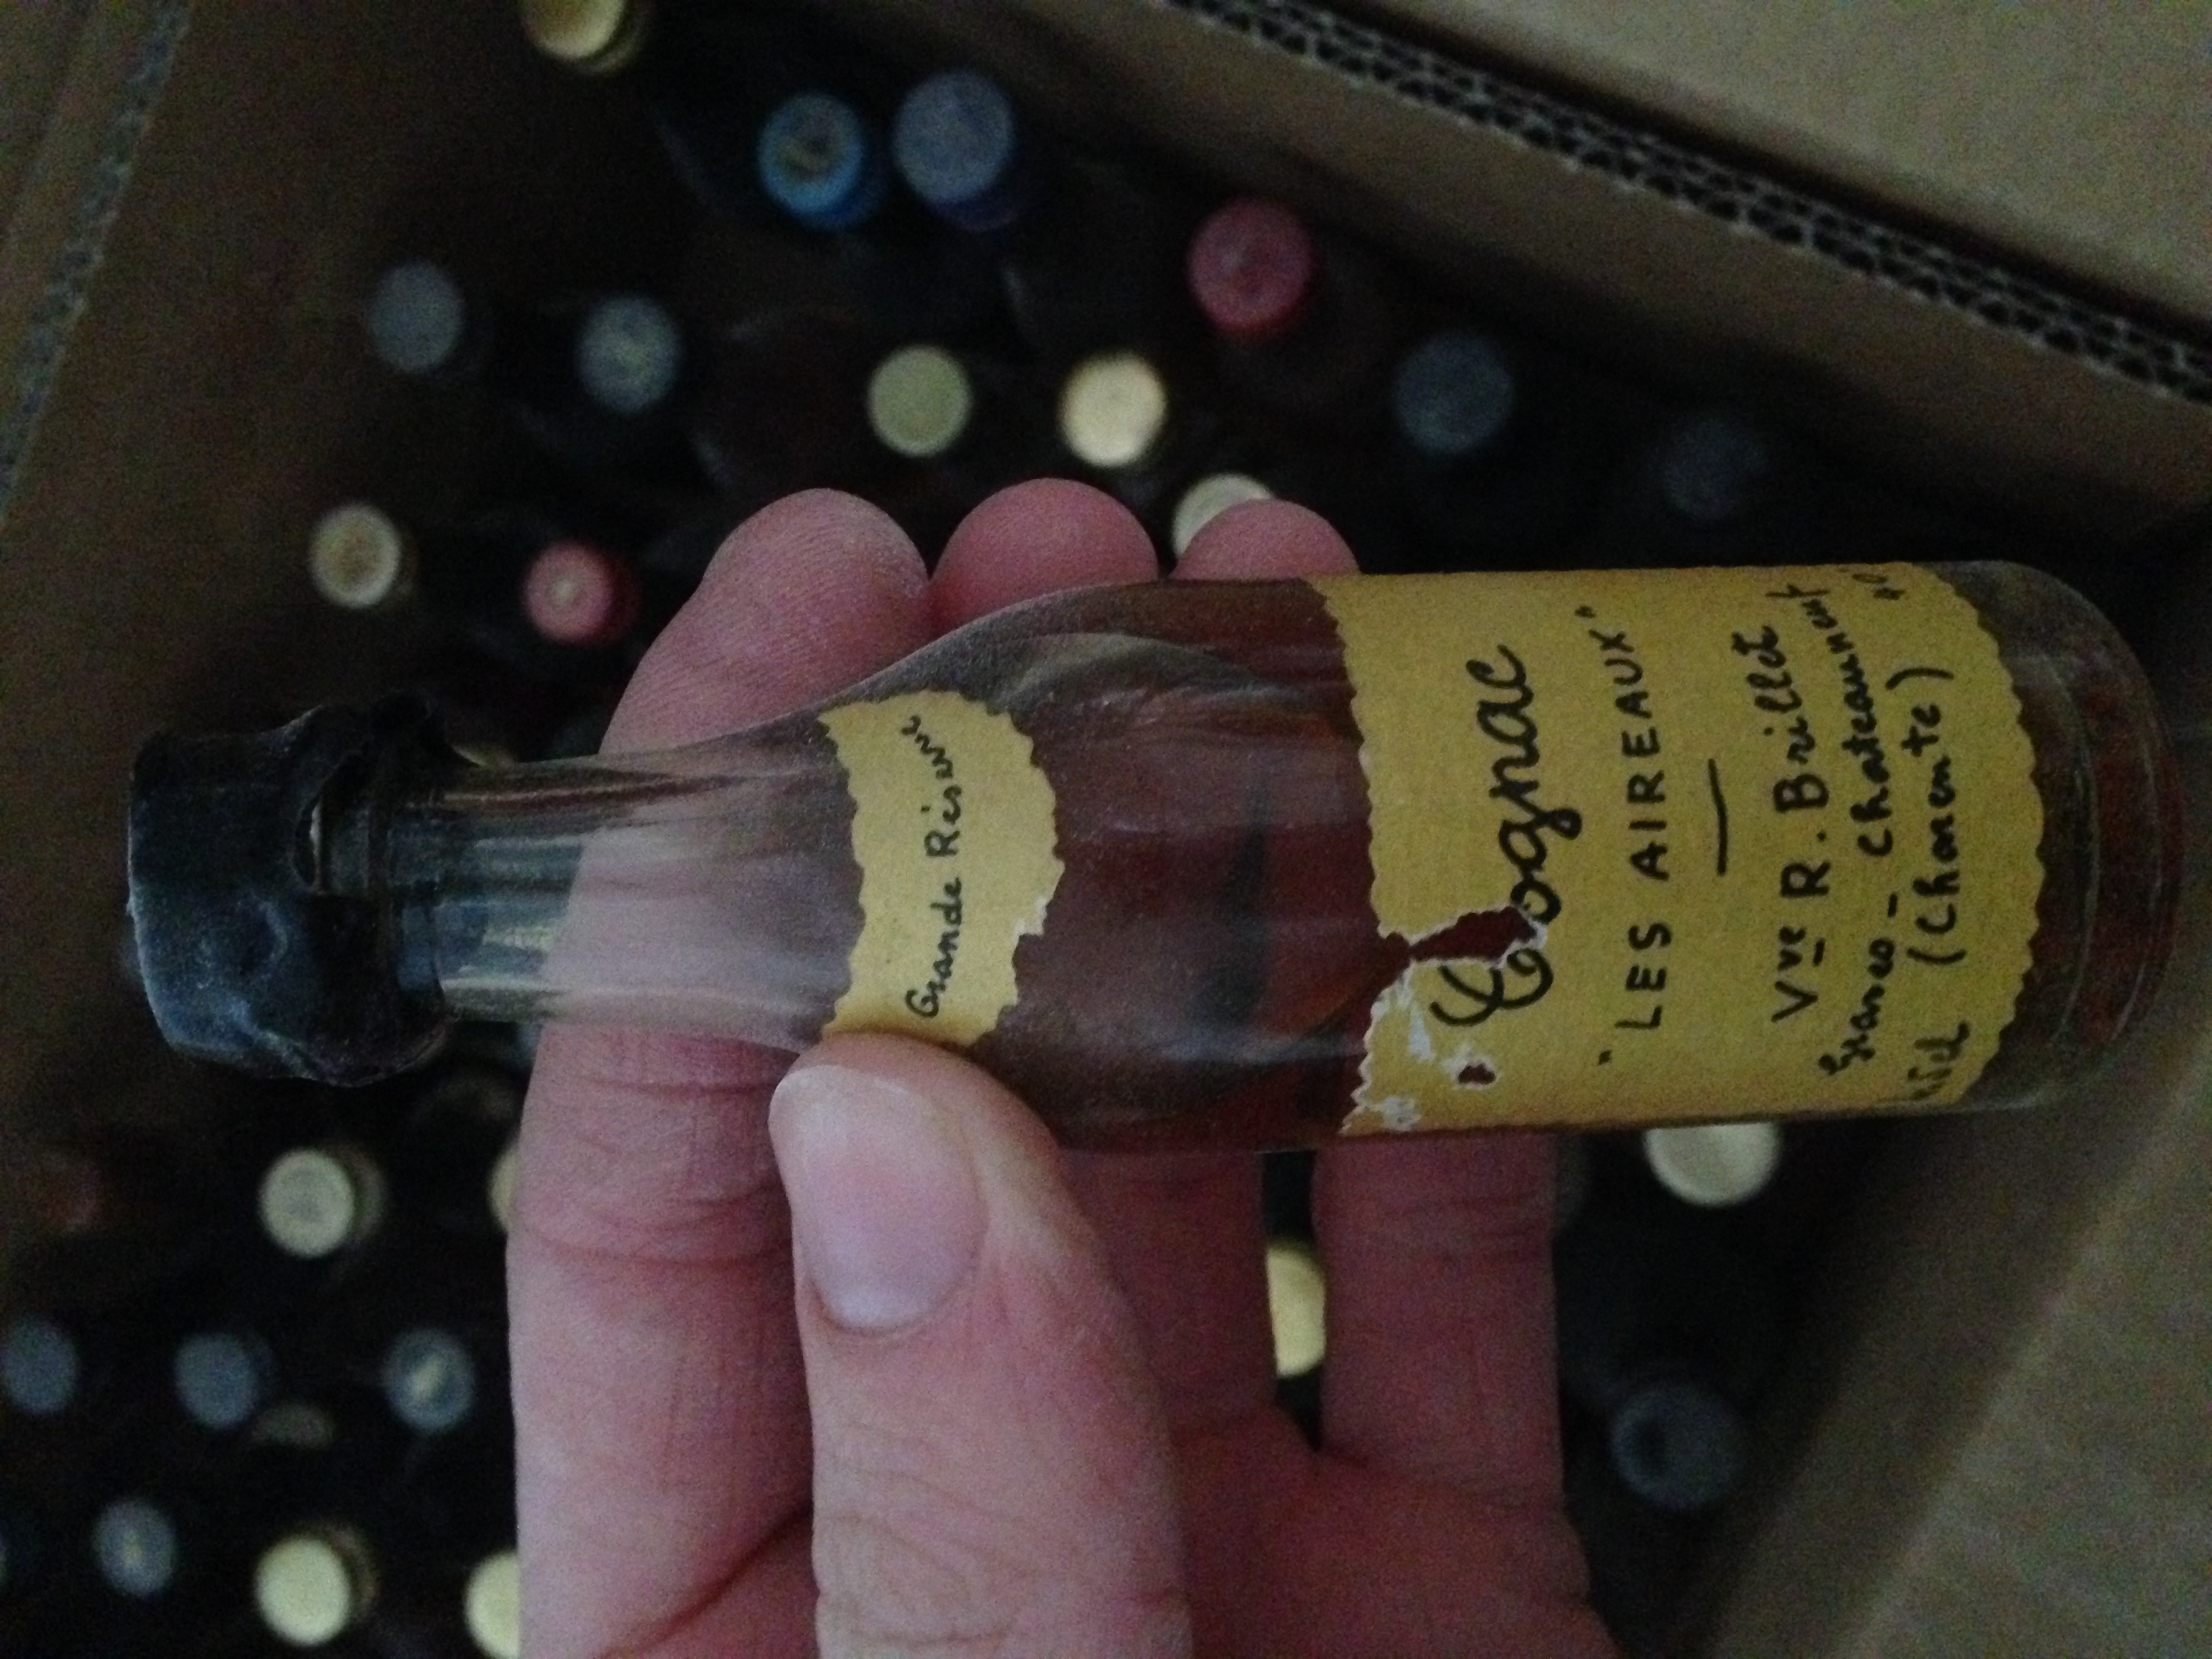 Grande Réserve
Cognac
"LES AIREAUX"
Vve R. Brillet
Graves - Chateauneuf
(Charente)